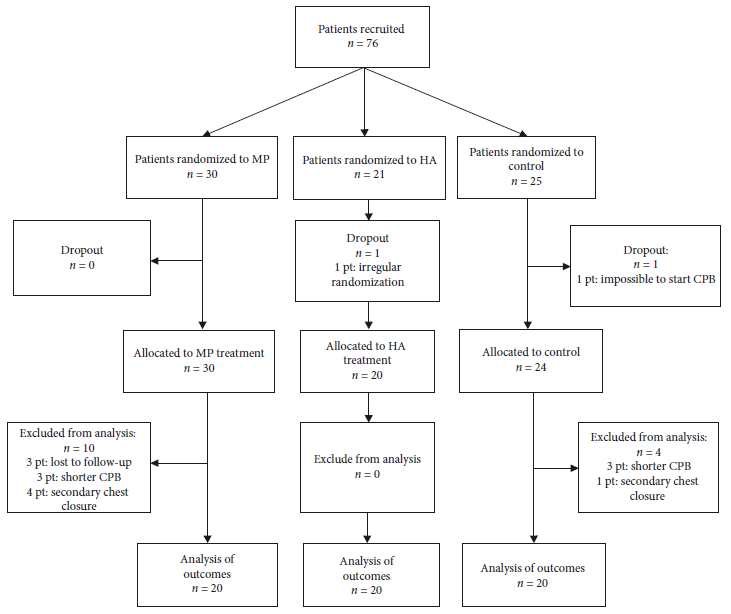 Patients recruited
n = 76
Patients randomized to MP
n = 30
Patients randomized to HA
n = 21
Patients randomized to
control
n = 25
Dropout
n = 0
Dropout
n = 1
1 pt: irregular
randomization
Dropout:
n = 1
1 pt: impossible to start CPB
Allocated to MP treatment
n = 30
Allocated to HA
treatment
n = 20
Allocated to control
n = 24
Excluded from analysis:
n = 10
3 pt: lost to follow-up
3 pt: shorter CPB
4 pt: secondary chest
closure
Exclude from analysis
n = 0
Excluded from analysis:
n = 4
3 pt: shorter CPB
1 pt: secondary chest
closure
Analysis of
outcomes
n = 20
Analysis of
outcomes
n = 20
Analysis of outcomes
n = 20